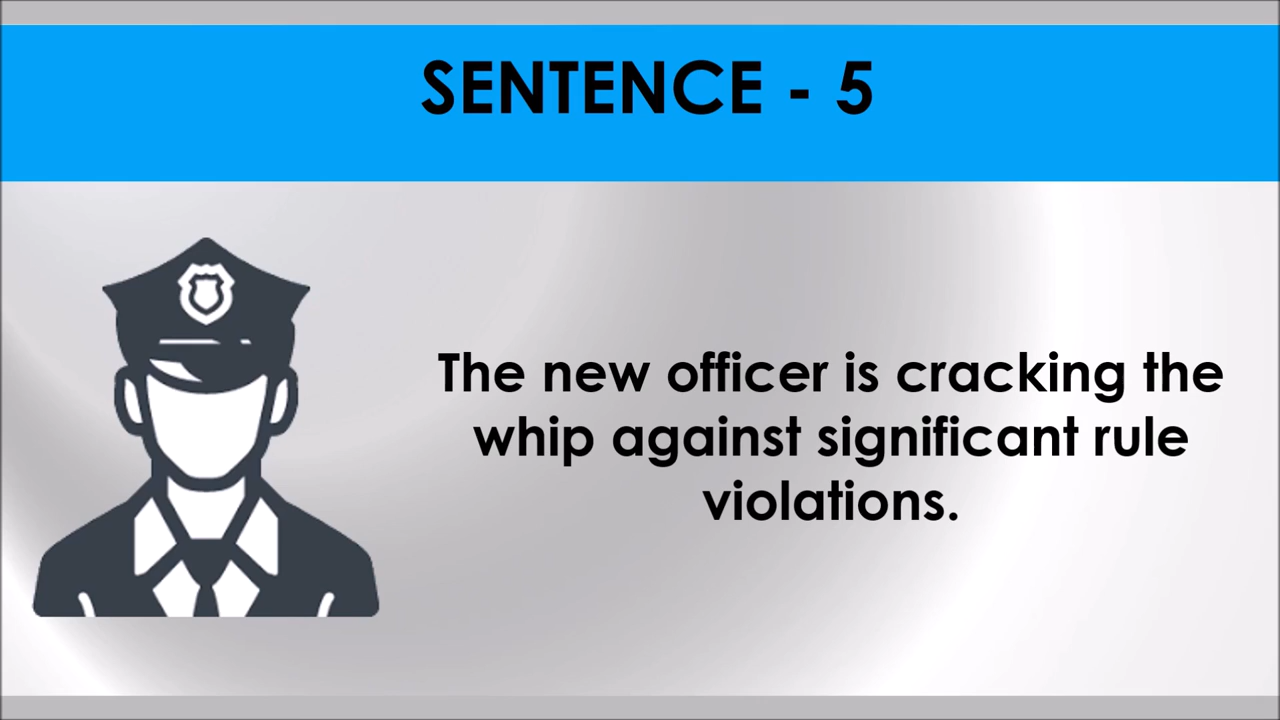 SENTENCE - 5
The new officer is cracking the
whip against significant rule
violations.